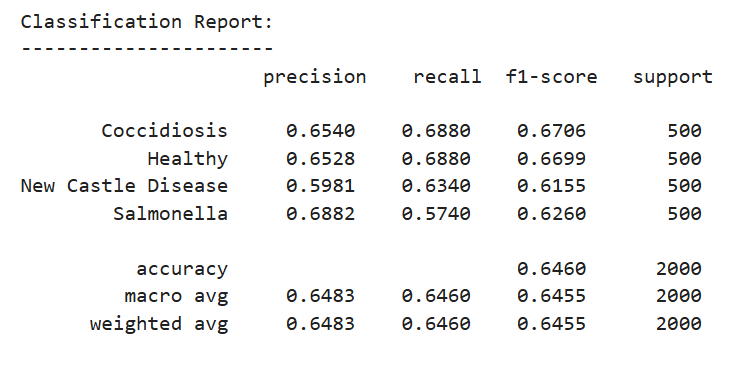 Classification Report:
----------------------
precision recall f1-score support
Coccidiosis 0.6540 0.6880 0.6706 500
Healthy 0.6528 0.6880 0.6699 500
New Castle Disease 0.5981 0.6340 0.6155 500
Salmonella 0.6882 0.5740 0.6260 500
accuracy 0.6460 2000
macro avg 0.6483 0.6460 0.6455 2000
weighted avg 0.6483 0.6460 0.6455 2000